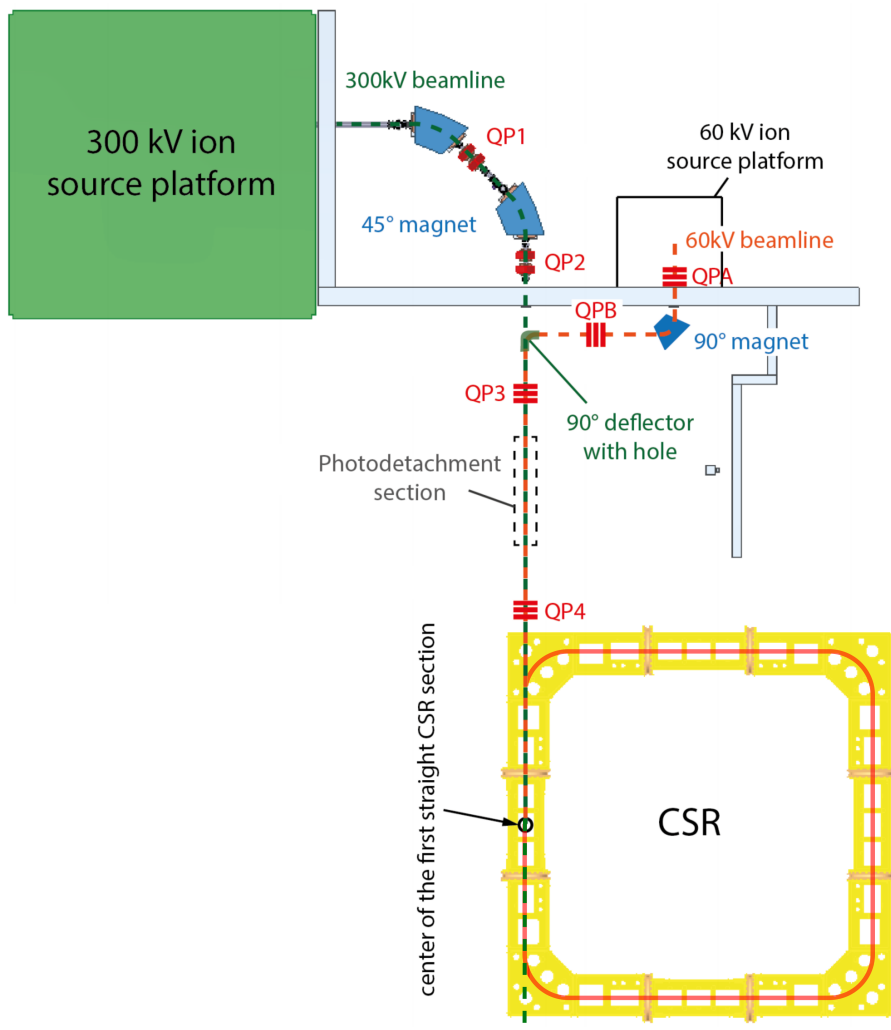 300 kV ion
source platform
300kV beamline
QP1
45° magnet
QP2
60 kV ion
source platform
60kV beamline
QPA
QPB
90° magnet
QP3
90° deflector
with hole
Photodetachment
section
QP4
center of the first straight CSR section
CSR